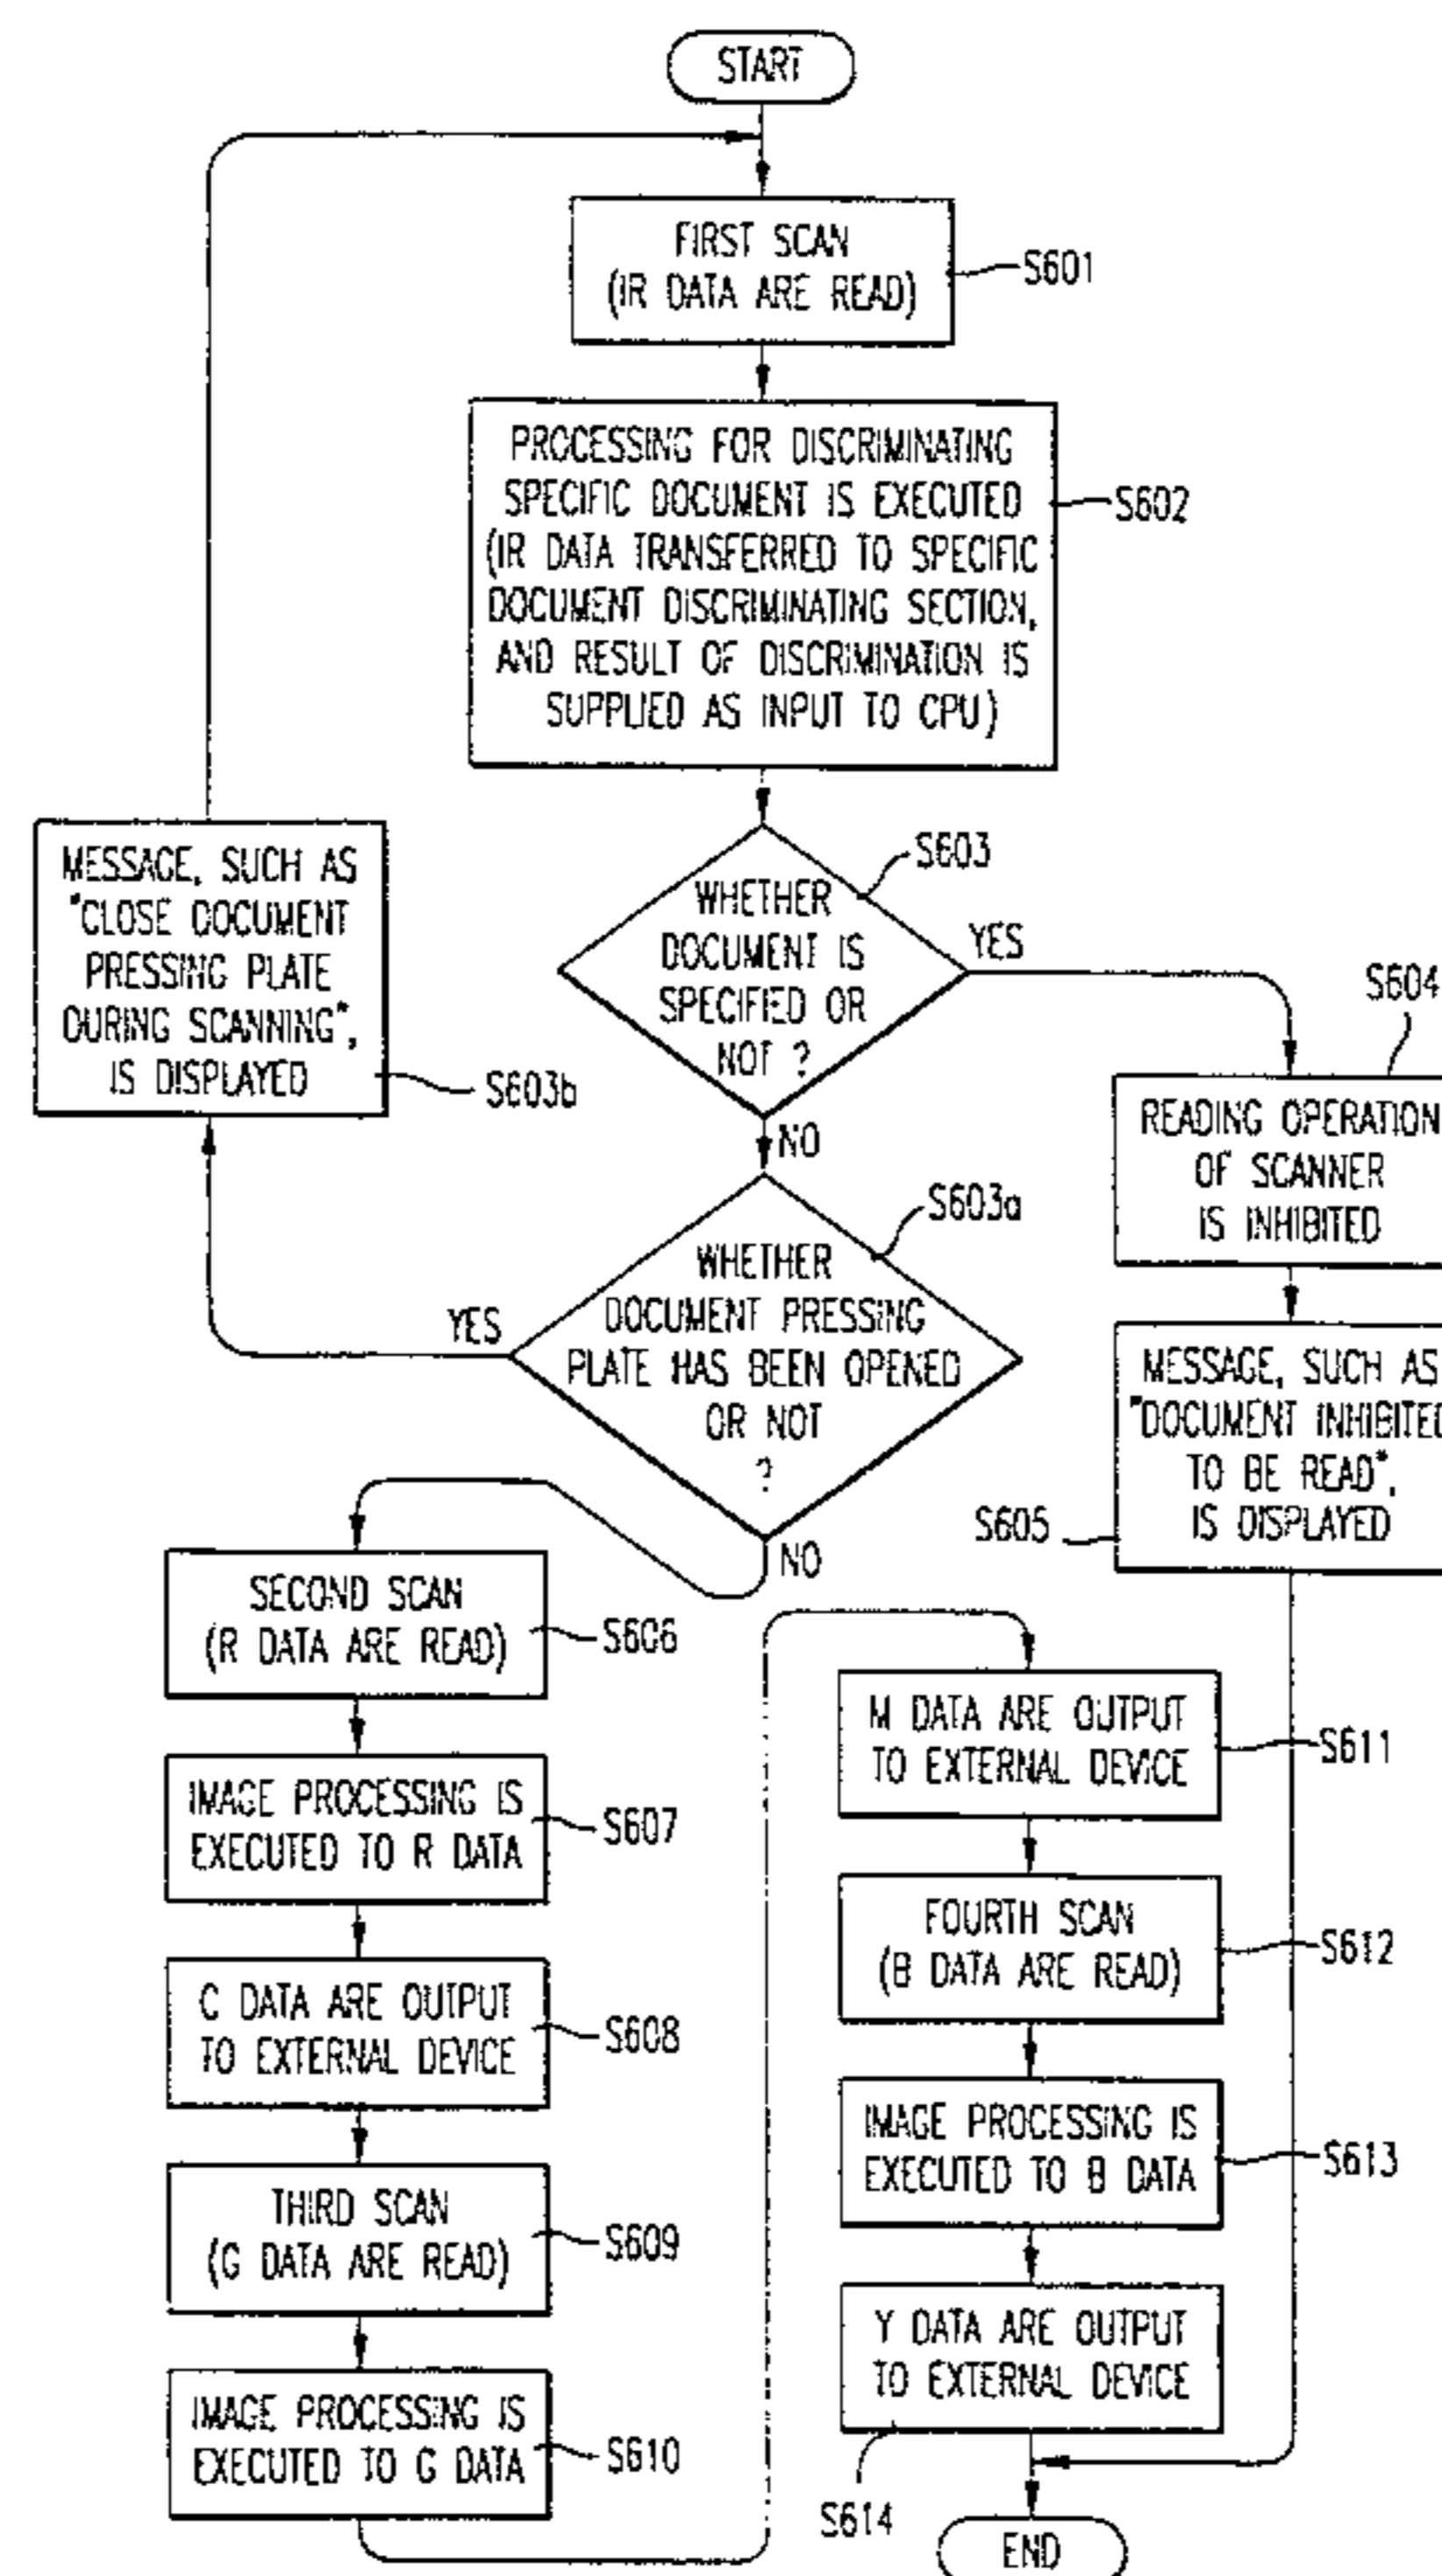 START
FIRST SCAN
(IR DATA ARE READ)
S601
PROCESSING FOR DISCRIMINATING
SPECIFIC DOCUMENT IS EXECUTED
(IR DATA TRANSFERRED TO SPECIFIC
DOCUMENT DISCRIMINATING SECTION,
AND RESULT OF DISCRIMINATION IS
SUPPLIED AS INPUT TO CPU)
S602
WHETHER
DOCUMENT IS
SPECIFIED OR
NOT ?
S603
YES
NO
MESSAGE, SUCH AS
"CLOSE DOCUMENT
PRESSING PLATE
DURING SCANNING",
IS DISPLAYED
S603b
WHETHER
DOCUMENT PRESSING
PLATE HAS BEEN OPENED
OR NOT
?
S603a
YES
NO
S604
READING OPERATION
OF SCANNER
IS INHIBITED
MESSAGE, SUCH AS
"DOCUMENT INHIBITED
TO BE READ",
IS DISPLAYED
S605
SECOND SCAN
(R DATA ARE READ)
S606
IMAGE PROCESSING IS
EXECUTED TO R DATA
S607
C DATA ARE OUTPUT
TO EXTERNAL DEVICE
S608
THIRD SCAN
(G DATA ARE READ)
S609
IMAGE PROCESSING IS
EXECUTED TO G DATA
S610
M DATA ARE OUTPUT
TO EXTERNAL DEVICE
S611
FOURTH SCAN
(B DATA ARE READ)
S612
IMAGE PROCESSING IS
EXECUTED TO B DATA
S613
Y DATA ARE OUTPUT
TO EXTERNAL DEVICE
S614
END